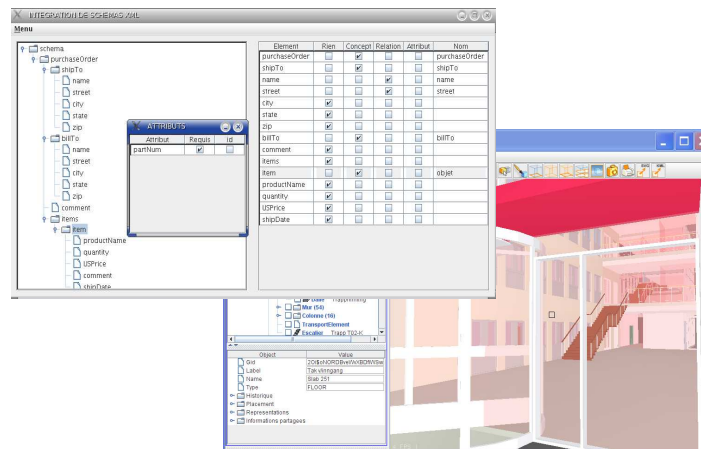 INTEGRATION DE SCHEMAS XML
Menu
schema
purchaseOrder
shipTo
name
street
city
state
zip
billTo
name
street
city
state
zip
comment
items
item
productName
quantity
USPrice
comment
shipDate
ATTRIBUTS
Attribut Requis id
partNum
Element Rien Concept Relation Attribut Nom
purchaseOrder purchaseOrder
shipTo shipTo
name name
street street
city
state
zip
billTo billTo
comment
items
item objet
productName
quantity
USPrice
shipDate
Mur (54)
Colonne (16)
TransportElement
Escalier Trapp T02-K
Object Value
Gid
Label Takvkingang
Name Slab 251
Type FLOOR
Historique
Placement
Representations
Informations partagees